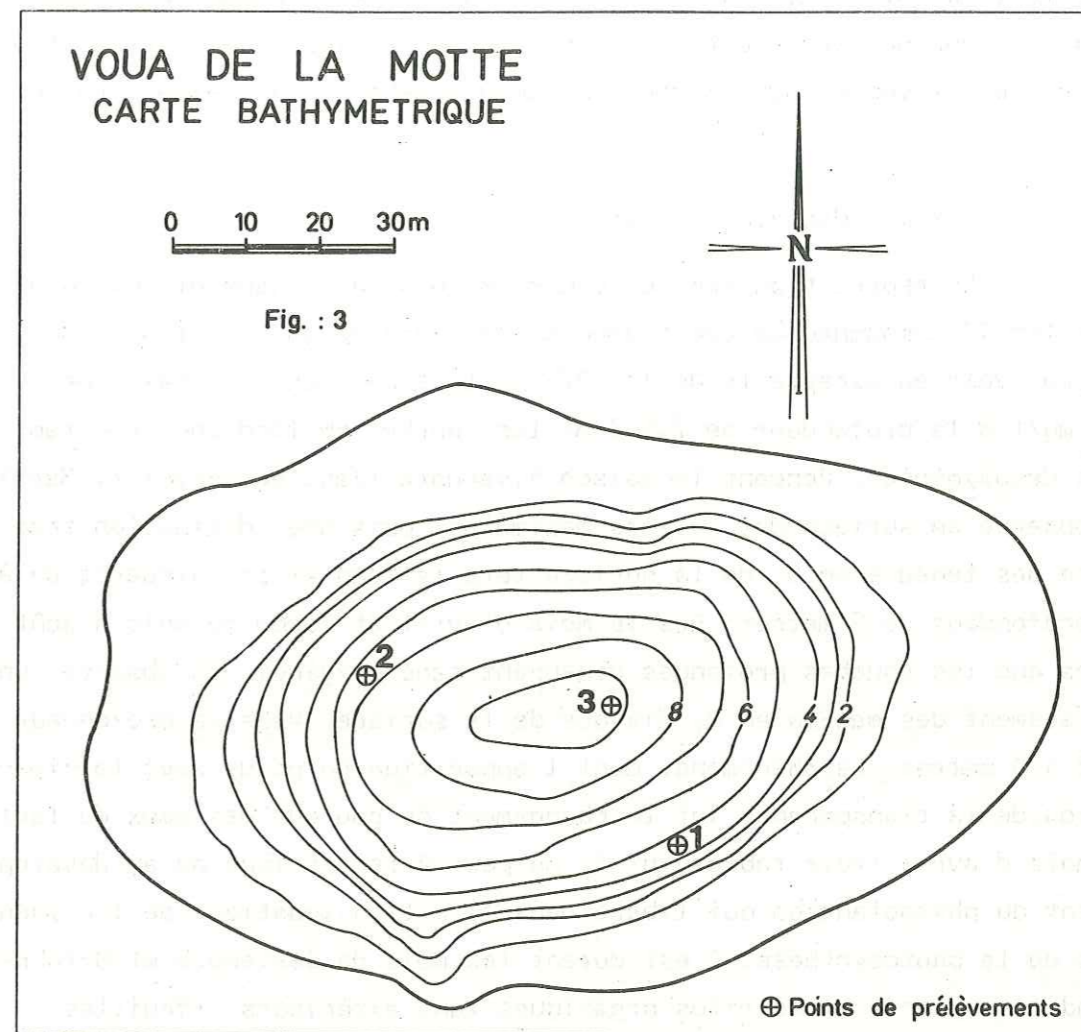 VOUA DE LA MOTTE
CARTE BATHYMETRIQUE
0 10 20 30m
Fig. : 3
N
2
3 8 6 4 2
1
⊕ Points de prélèvements